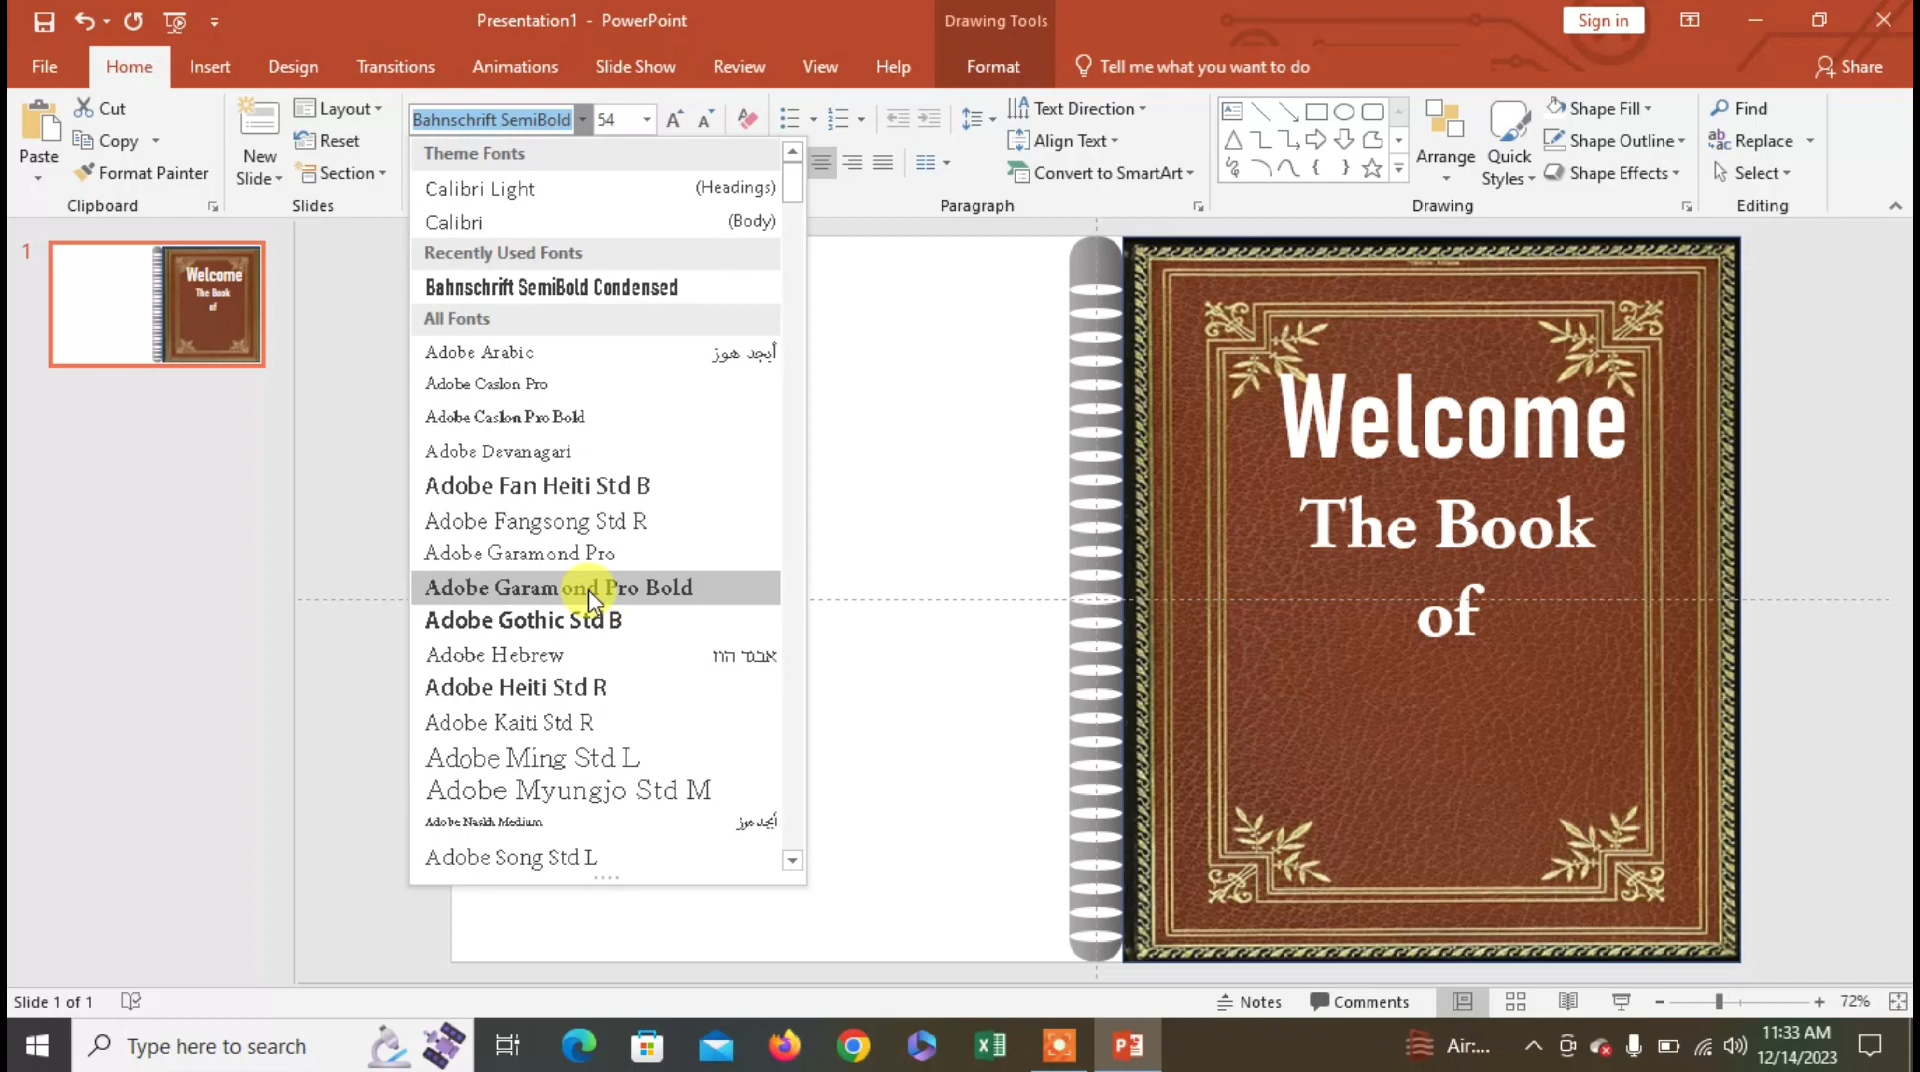 Presentation1 - PowerPoint
Drawing Tools
Sign in
File
Home
Insert
Design
Transitions
Animations
Slide Show
Review
View
Help
Format
Tell me what you want to do
Share
Paste
Cut
Copy
Format Painter
Clipboard
New
Slide
Layout
Reset
Section
Slides
Bahnschrift SemiBold
54
Text Direction
Align Text
Convert to SmartArt
Paragraph
Arrange
Quick
Styles
Shape Fill
Shape Outline
Shape Effects
Drawing
Find
Replace
Select
Editing
Theme Fonts
Calibri Light (Headings)
Calibri (Body)
Recently Used Fonts
Bahnschrift SemiBold Condensed
All Fonts
Adobe Arabic أبجد هوز
Adobe Caslon Pro
Adobe Caslon Pro Bold
Adobe Devanagari
Adobe Fan Heiti Std B
Adobe Fangsong Std R
Adobe Garamond Pro
Adobe Garamond Pro Bold
Adobe Gothic Std B
Adobe Hebrew אבגד הוז
Adobe Heiti Std R
Adobe Kaiti Std R
Adobe Ming Std L
Adobe Myungjo Std M
Adobe Naskh Medium أبجد هوز
Adobe Song Std L
1
Welcome
The Book
of
Welcome
The Book
of
Slide 1 of 1
Notes
Comments
72%
Type here to search
Air:...
11:33 AM
12/14/2023